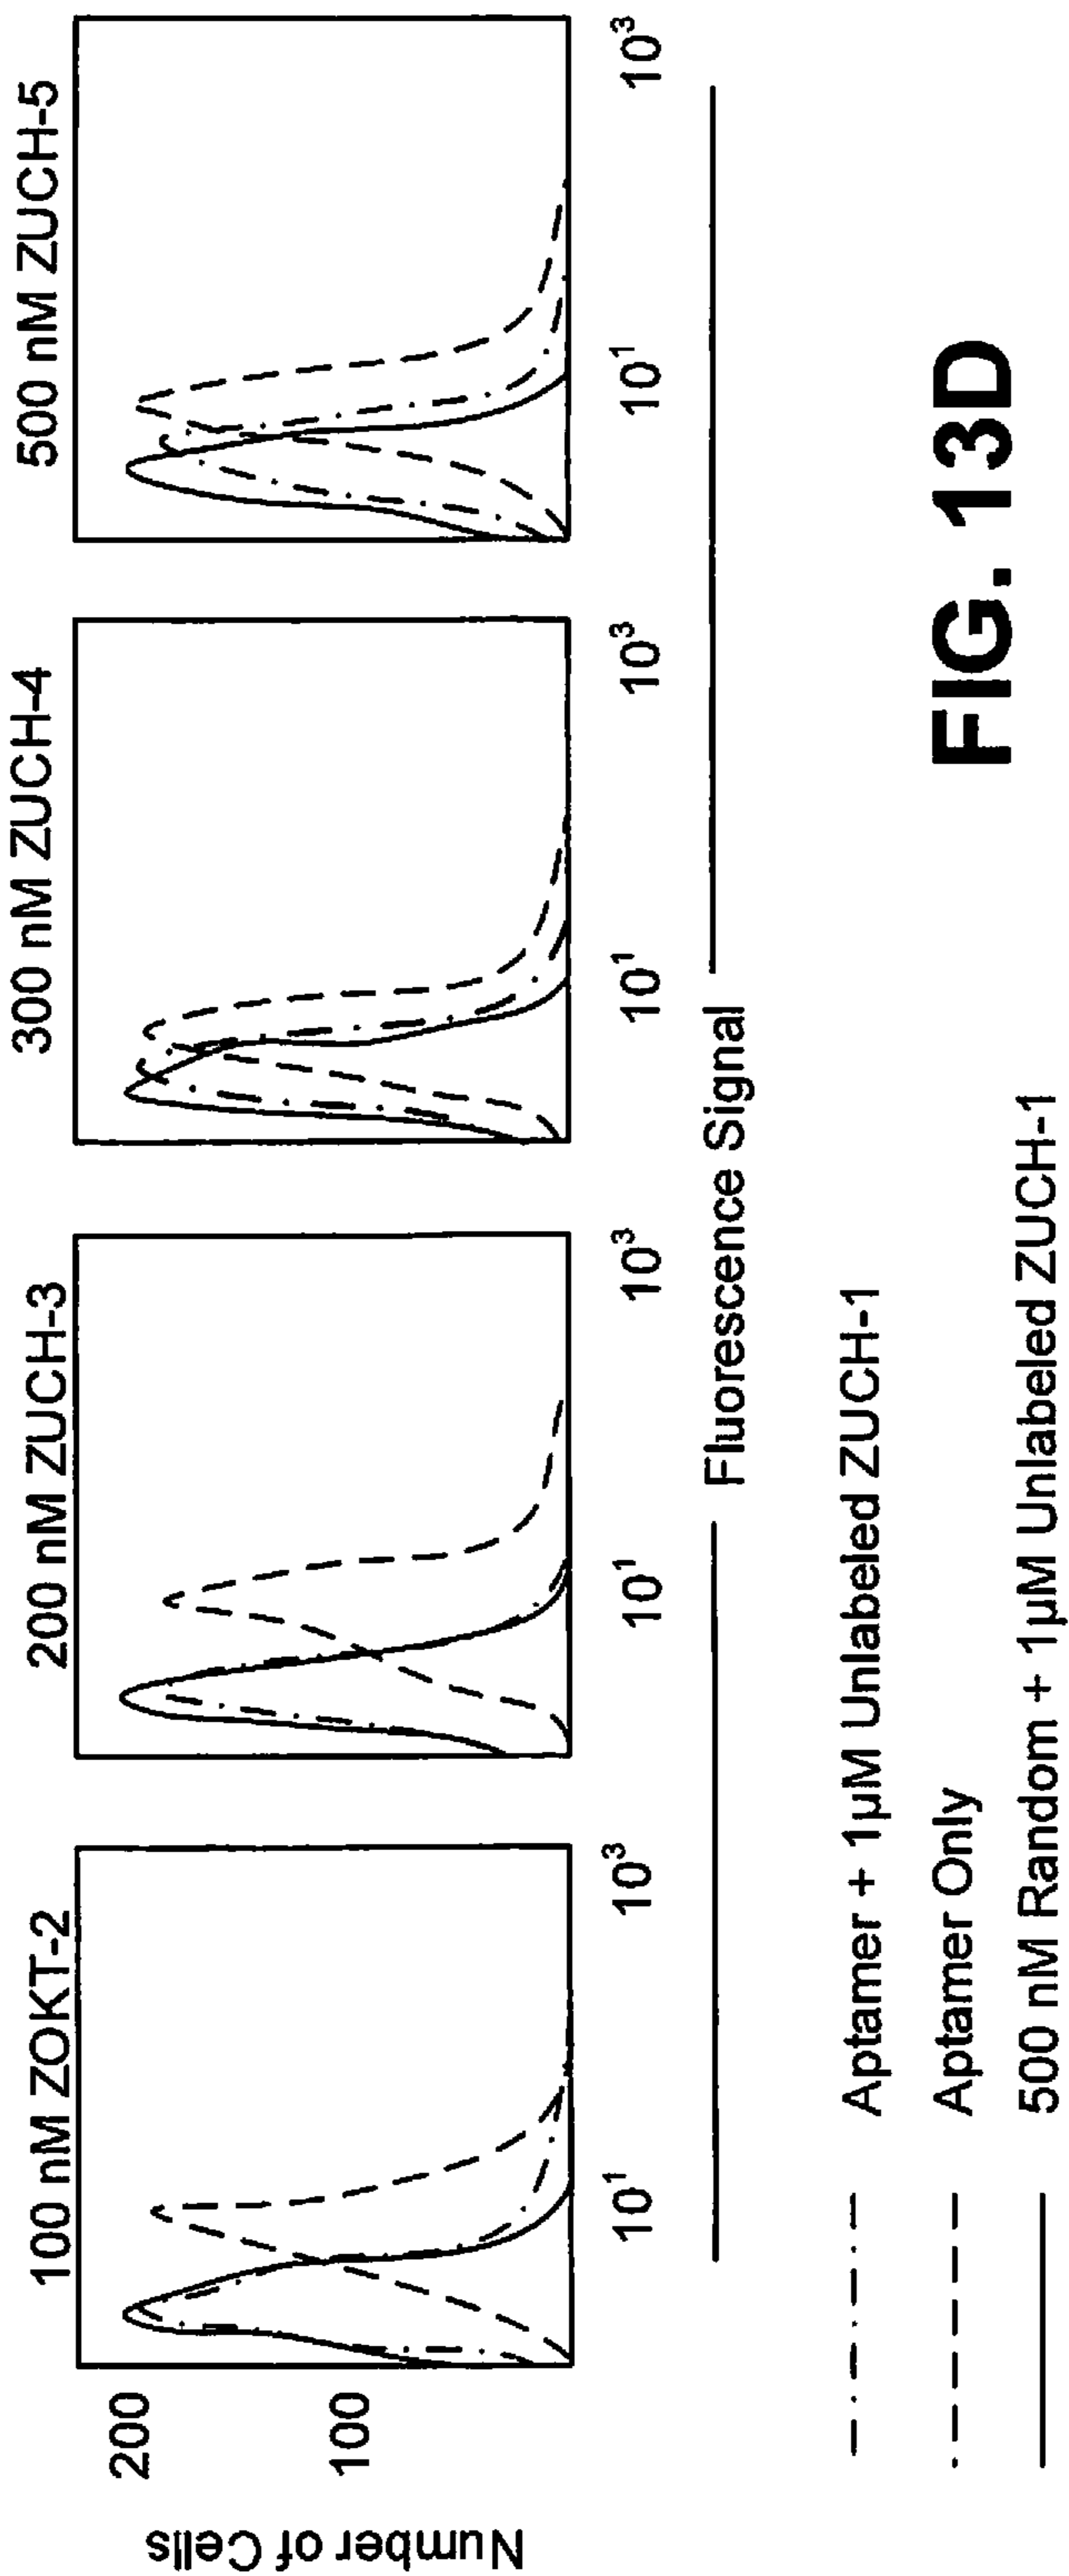 100 nM ZOKT-2
200 nM ZUCH-3
300 nM ZUCH-4
500 nM ZUCH-5
Number of Cells
200
100
10¹ 10³
10¹ 10³
10¹ 10³
10¹ 10³
Fluorescence Signal
Aptamer + 1µM Unlabeled ZUCH-1
Aptamer Only
500 nM Random + 1µM Unlabeled ZUCH-1
FIG. 13D